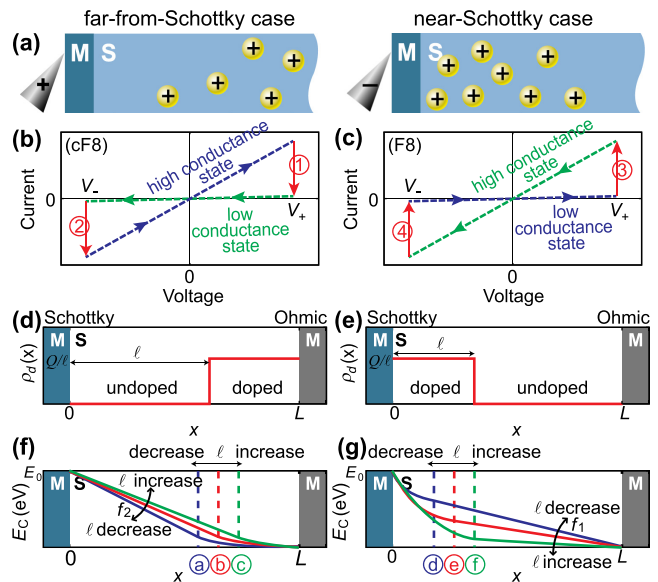 far-from-Schottky case
near-Schottky case
(a)
M S
+ + + + +
+
M S
+ + + + + + + +
−
(b)
(cF8)
high conductance
state
①
V₋
0
V₊
②
low
conductance
state
Current
0
Voltage
(c)
(F8)
high conductance
state
③
V₋
0
V₊
④
low
conductance
state
Current
0
Voltage
(d)
Schottky
Ohmic
M S
M
Q/ℓ
ℓ
ρd(x)
undoped
doped
0
x
L
(e)
Schottky
Ohmic
M S
M
Q/ℓ
ℓ
ρd(x)
doped
undoped
0
x
L
(f)
decrease ℓ increase
E₀
M S
M
ℓ increase
f₂
ℓ decrease
EC (eV)
0
ⓐ ⓑ ⓒ
L
x
(g)
decrease ℓ increase
E₀
M S
M
ℓ decrease
f₁
ℓ increase
EC (eV)
0
ⓓ ⓔ ⓕ
L
x